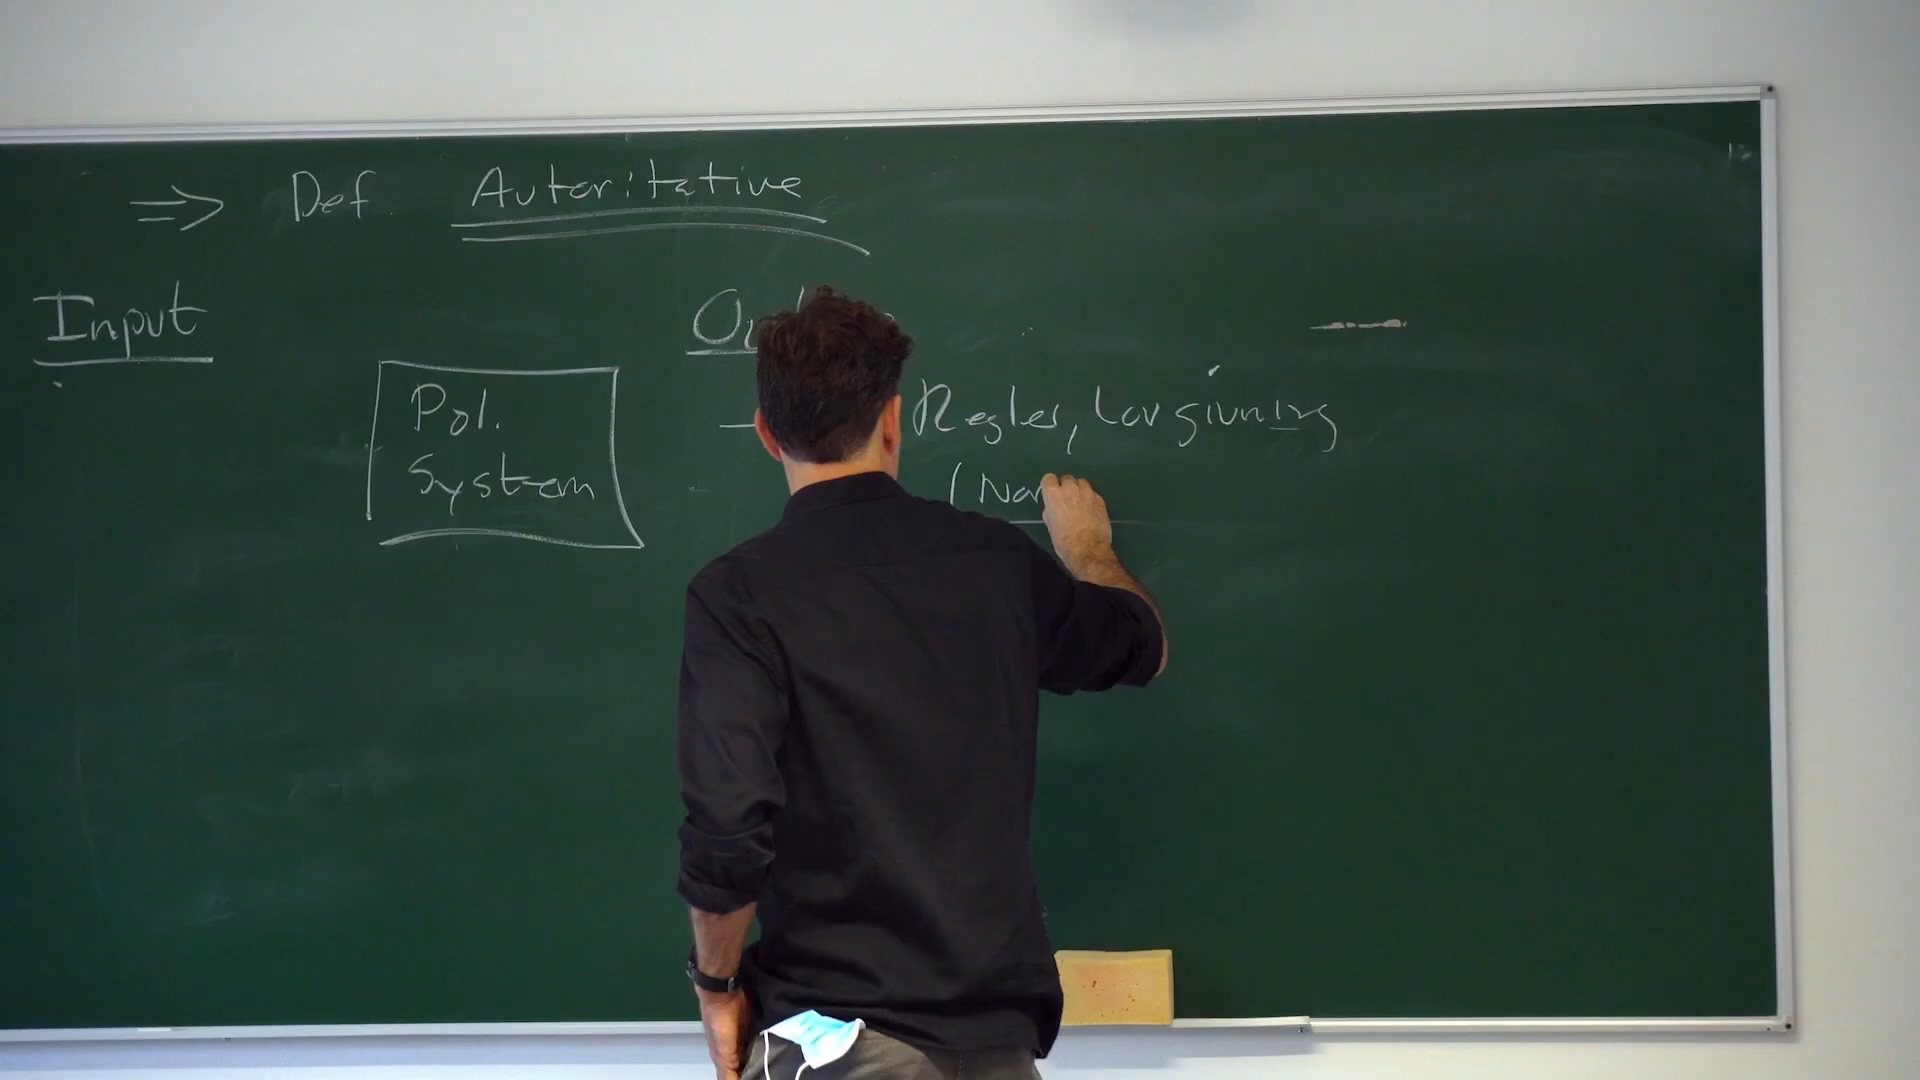 => Def Autoritative
Input
Pol.
System
Regler, Lovgivning